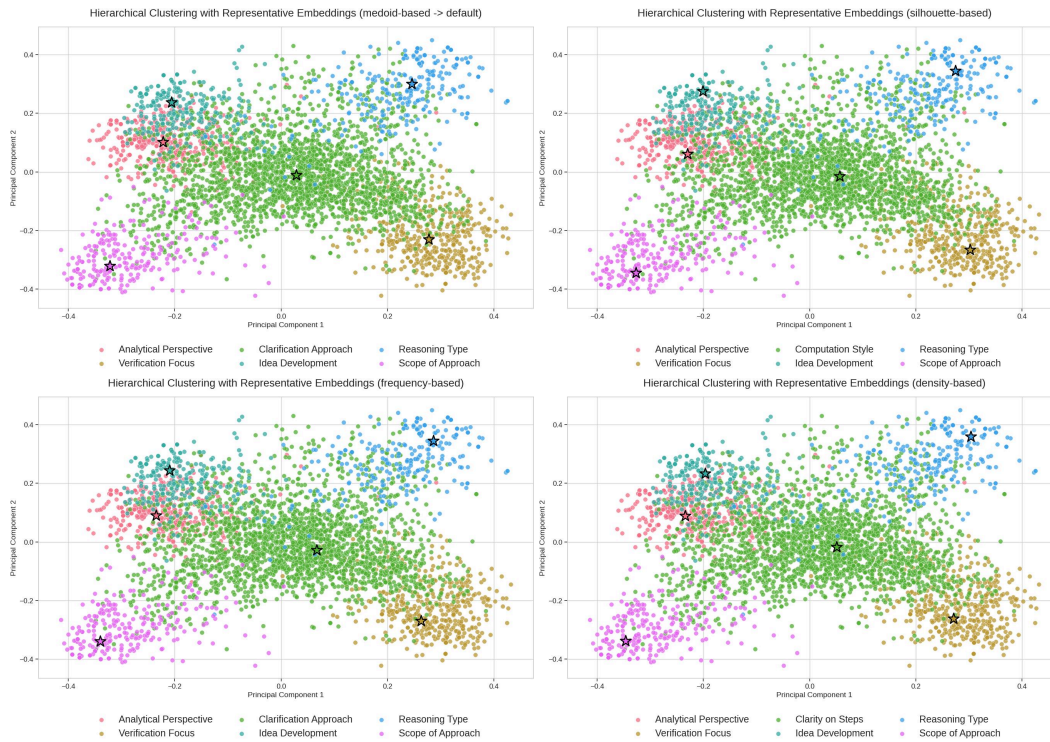 Hierarchical Clustering with Representative Embeddings (medoid-based -> default)
Principal Component 2
0.4
0.2
0.0
−0.2
−0.4
−0.4
−0.2
0.0
0.2
0.4
Principal Component 1
Analytical Perspective
Clarification Approach
Reasoning Type
Verification Focus
Idea Development
Scope of Approach
Hierarchical Clustering with Representative Embeddings (silhouette-based)
Principal Component 2
0.4
0.2
0.0
−0.2
−0.4
−0.4
−0.2
0.0
0.2
0.4
Principal Component 1
Analytical Perspective
Computation Style
Reasoning Type
Verification Focus
Idea Development
Scope of Approach
Hierarchical Clustering with Representative Embeddings (frequency-based)
Principal Component 2
0.4
0.2
0.0
−0.2
−0.4
−0.4
−0.2
0.0
0.2
0.4
Principal Component 1
Analytical Perspective
Clarification Approach
Reasoning Type
Verification Focus
Idea Development
Scope of Approach
Hierarchical Clustering with Representative Embeddings (density-based)
Principal Component 2
0.4
0.2
0.0
−0.2
−0.4
−0.4
−0.2
0.0
0.2
0.4
Principal Component 1
Analytical Perspective
Clarity on Steps
Reasoning Type
Verification Focus
Idea Development
Scope of Approach